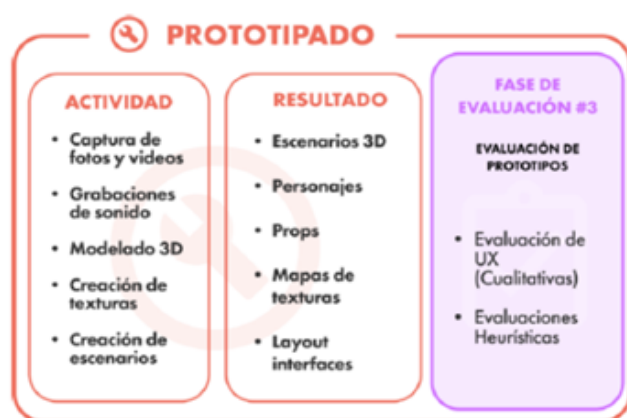 PROTOTIPADO
ACTIVIDAD
• Captura de
fotos y videos
• Grabaciones
de sonido
• Modelado 3D
• Creación de
texturas
• Creación de
escenarios
RESULTADO
• Escenarios 3D
• Personajes
• Props
• Mapas de
texturas
• Layout
interfaces
FASE DE
EVALUACIÓN #3
EVALUACIÓN DE
PROTOTIPOS
• Evaluación de
UX
(Cualitativas)
• Evaluaciones
Heurísticas